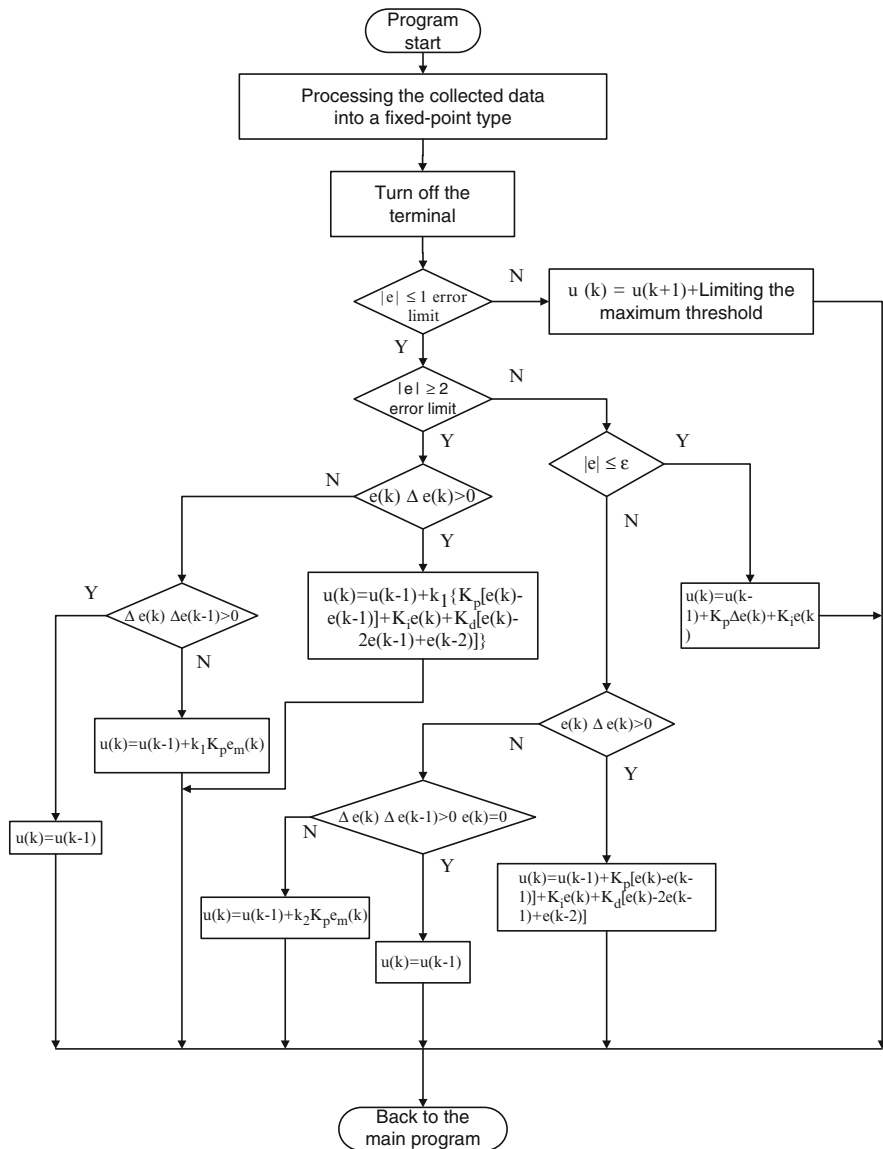 Program
start
Processing the collected data
into a fixed-point type
Turn off the
terminal
|e| ≤ 1 error
limit
N
u (k) = u(k+1)+Limiting the
maximum threshold
Y
|e| ≥ 2
error limit
N
Y
|e| ≤ ε
Y
N
e(k) Δ e(k)>0
N
Y
Y
Δ e(k) Δe(k-1)>0
N
u(k)=u(k-1)+k₁{Kₚ[e(k)-
e(k-1)]+Kᵢe(k)+K_d[e(k)-
2e(k-1)+e(k-2)]}
u(k)=u(k-
1)+KₚΔe(k)+Kᵢe(k
)
u(k)=u(k-1)+k₁Kₚeₘ(k)
e(k) Δ e(k)>0
N
Y
u(k)=u(k-1)
Δ e(k) Δ e(k-1)>0 e(k)=0
N
Y
u(k)=u(k-1)+Kₚ[e(k)-e(k-
1)]+Kᵢe(k)+K_d[e(k)-2e(k-
1)+e(k-2)]
u(k)=u(k-1)+k₂Kₚeₘ(k)
u(k)=u(k-1)
Back to the
main program